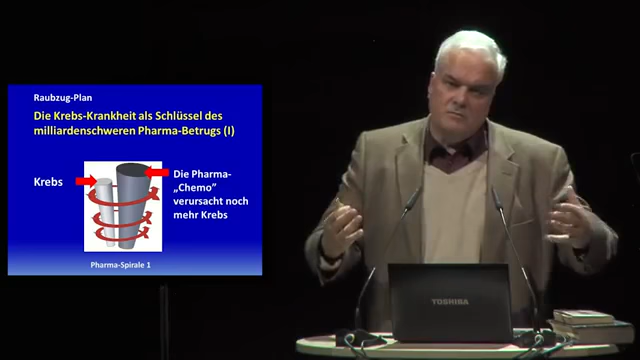 Raubzug-Plan
Die Krebs-Krankheit als Schlüssel des
milliardenschweren Pharma-Betrugs (I)
Krebs
Die Pharma-
„Chemo”
verursacht noch
mehr Krebs
Pharma-Spirale 1
TOSHIBA